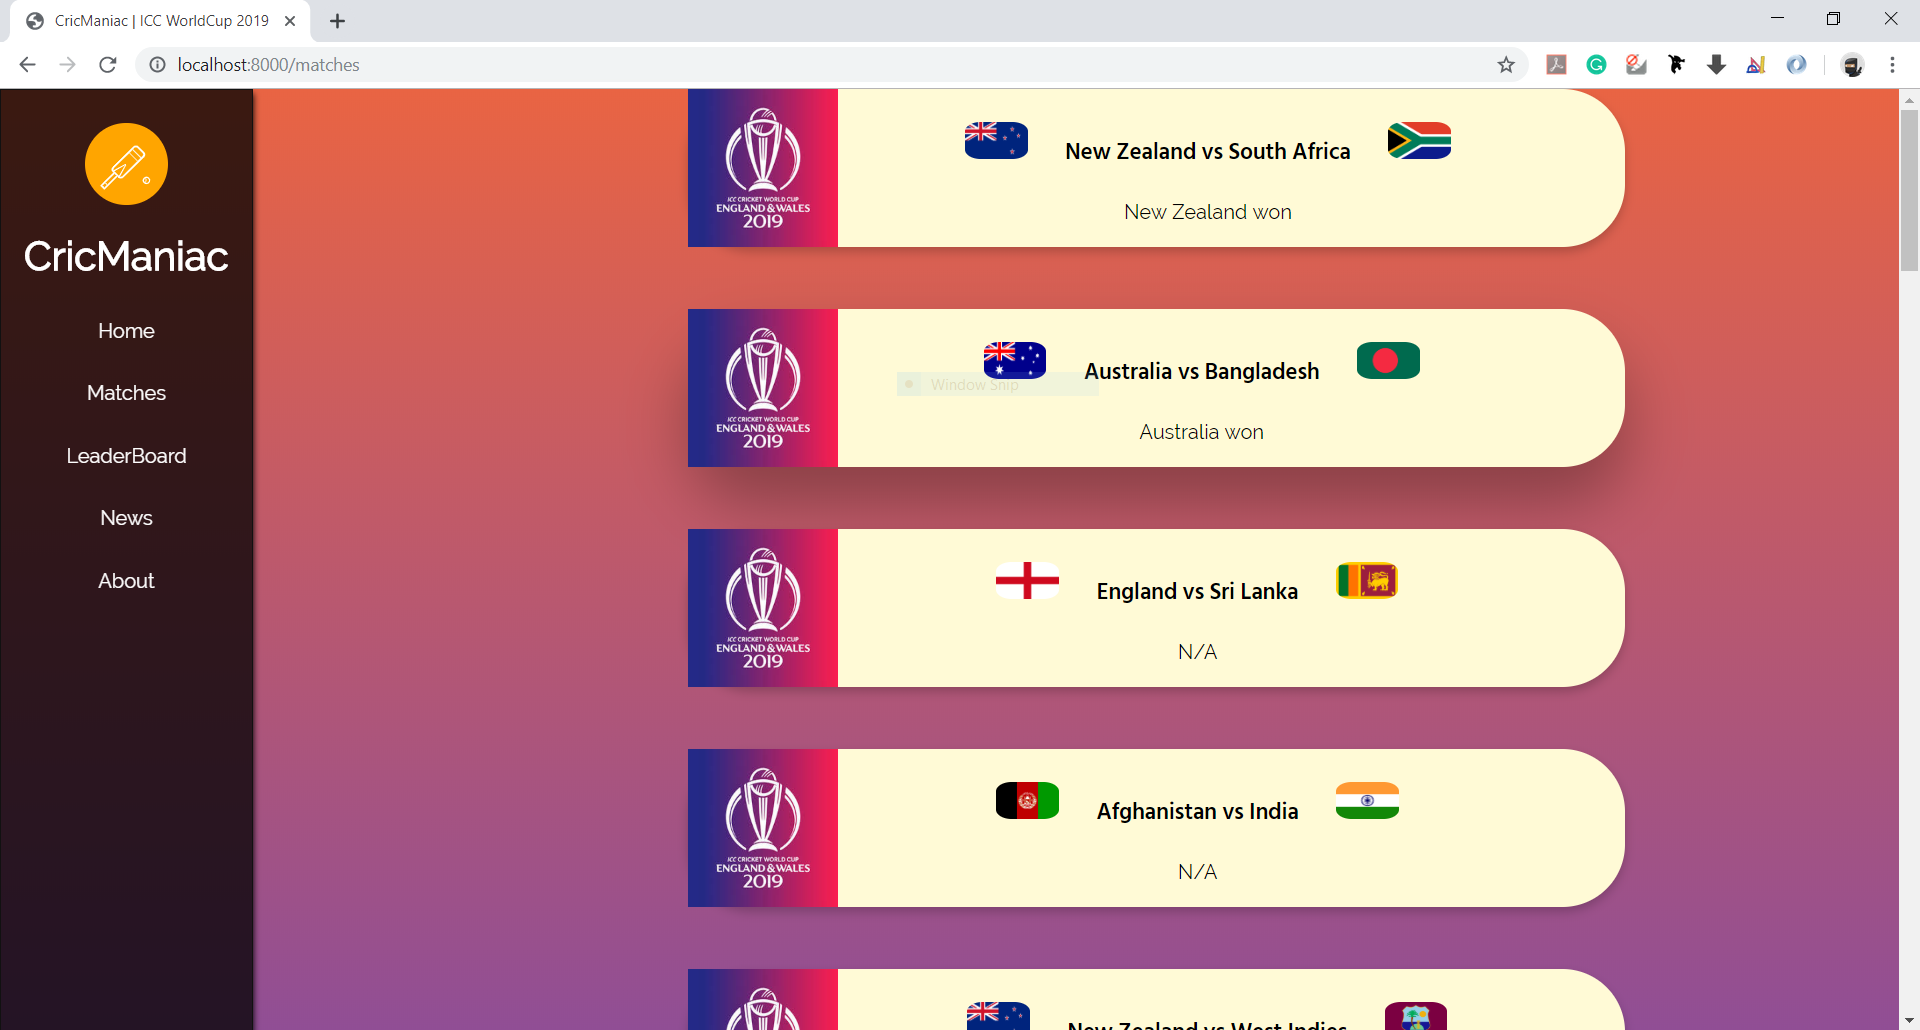 CricManiac | ICC WorldCup 2019
localhost:8000/matches
CricManiac
Home
Matches
LeaderBoard
News
About
ICC CRICKET WORLD CUP
ENGLAND & WALES
2019
New Zealand vs South Africa
New Zealand won
ICC CRICKET WORLD CUP
ENGLAND & WALES
2019
Australia vs Bangladesh
Window Snip
Australia won
ICC CRICKET WORLD CUP
ENGLAND & WALES
2019
England vs Sri Lanka
N/A
ICC CRICKET WORLD CUP
ENGLAND & WALES
2019
Afghanistan vs India
N/A
New Zealand vs West Indies